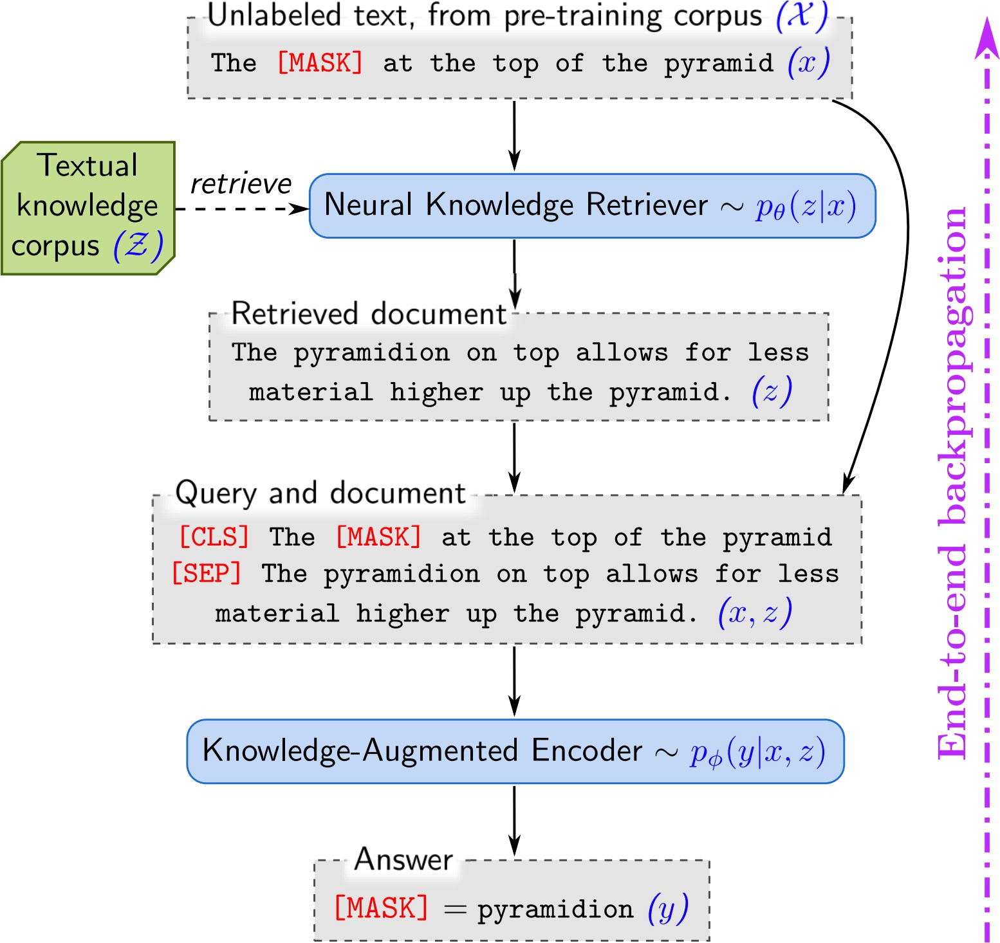 Unlabeled text, from pre-training corpus (𝒳)
The [MASK] at the top of the pyramid (x)
Textual
knowledge
corpus (𝒵)
retrieve
Neural Knowledge Retriever ∼ pθ(z|x)
Retrieved document
The pyramidion on top allows for less
material higher up the pyramid. (z)
Query and document
[CLS] The [MASK] at the top of the pyramid
[SEP] The pyramidion on top allows for less
material higher up the pyramid. (x, z)
Knowledge-Augmented Encoder ∼ pϕ(y|x, z)
Answer
[MASK] = pyramidion (y)
End-to-end backpropagation